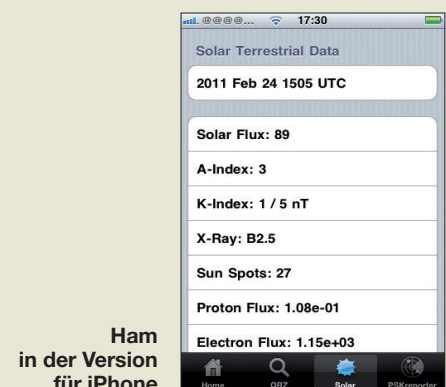 17:30
Solar Terrestrial Data
2011 Feb 24 1505 UTC
Solar Flux: 89
A-Index: 3
K-Index: 1 / 5 nT
X-Ray: B2.5
Sun Spots: 27
Proton Flux: 1.08e-01
Electron Flux: 1.15e+03
Home QRZ Solar PSKreporter
Ham
in der Version
für iPhone